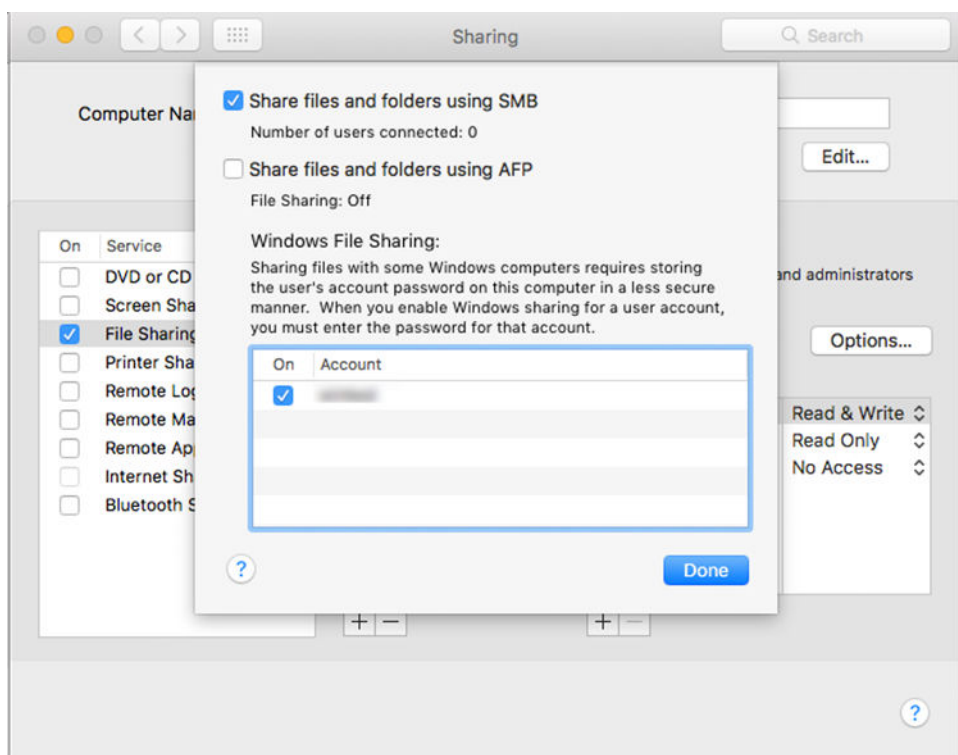 Sharing
Search
Computer Na
Edit...
Share files and folders using SMB
Number of users connected: 0
Share files and folders using AFP
File Sharing: Off
Windows File Sharing:
Sharing files with some Windows computers requires storing
the user's account password on this computer in a less secure
manner. When you enable Windows sharing for a user account,
you must enter the password for that account.
On Account
Done
?
On Service
DVD or CD
Screen Sha
File Sharing
Printer Sha
Remote Log
Remote Ma
Remote Ap
Internet Sh
Bluetooth S
and administrators
Options...
Read & Write
Read Only
No Access
+ −
+ −
?